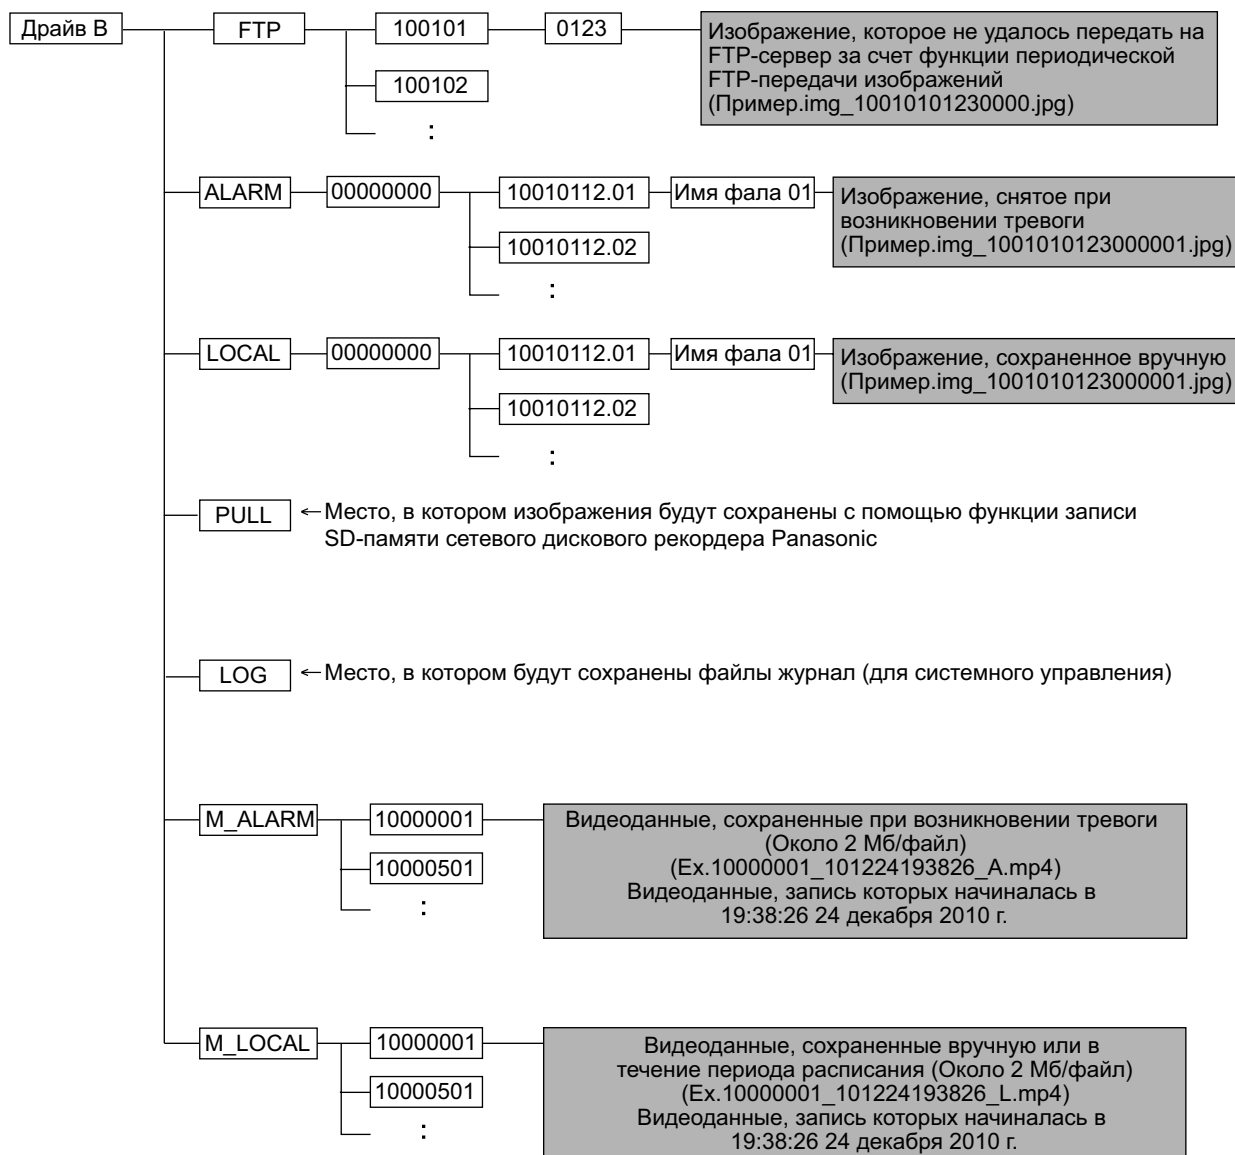 Драйв B
FTP
100101
0123
Изображение, которое не удалось передать на
FTP-сервер за счет функции периодической
FTP-передачи изображений
(Пример.img_10010101230000.jpg)
100102
:
ALARM
00000000
10010112.01
Имя фала 01
Изображение, снятое при
возникновении тревоги
(Пример.img_1001010123000001.jpg)
10010112.02
:
LOCAL
00000000
10010112.01
Имя фала 01
Изображение, сохраненное вручную
(Пример.img_1001010123000001.jpg)
10010112.02
:
PULL
←Место, в котором изображения будут сохранены с помощью функции записи
SD-памяти сетевого дискового рекордера Panasonic
LOG
←Место, в котором будут сохранены файлы журнал (для системного управления)
M_ALARM
10000001
Видеоданные, сохраненные при возникновении тревоги
(Около 2 Мб/файл)
(Ex.10000001_101224193826_A.mp4)
Видеоданные, запись которых начиналась в
19:38:26 24 декабря 2010 г.
10000501
:
M_LOCAL
10000001
Видеоданные, сохраненные вручную или в
течение периода расписания (Около 2 Мб/файл)
(Ex.10000001_101224193826_L.mp4)
Видеоданные, запись которых начиналась в
19:38:26 24 декабря 2010 г.
10000501
: